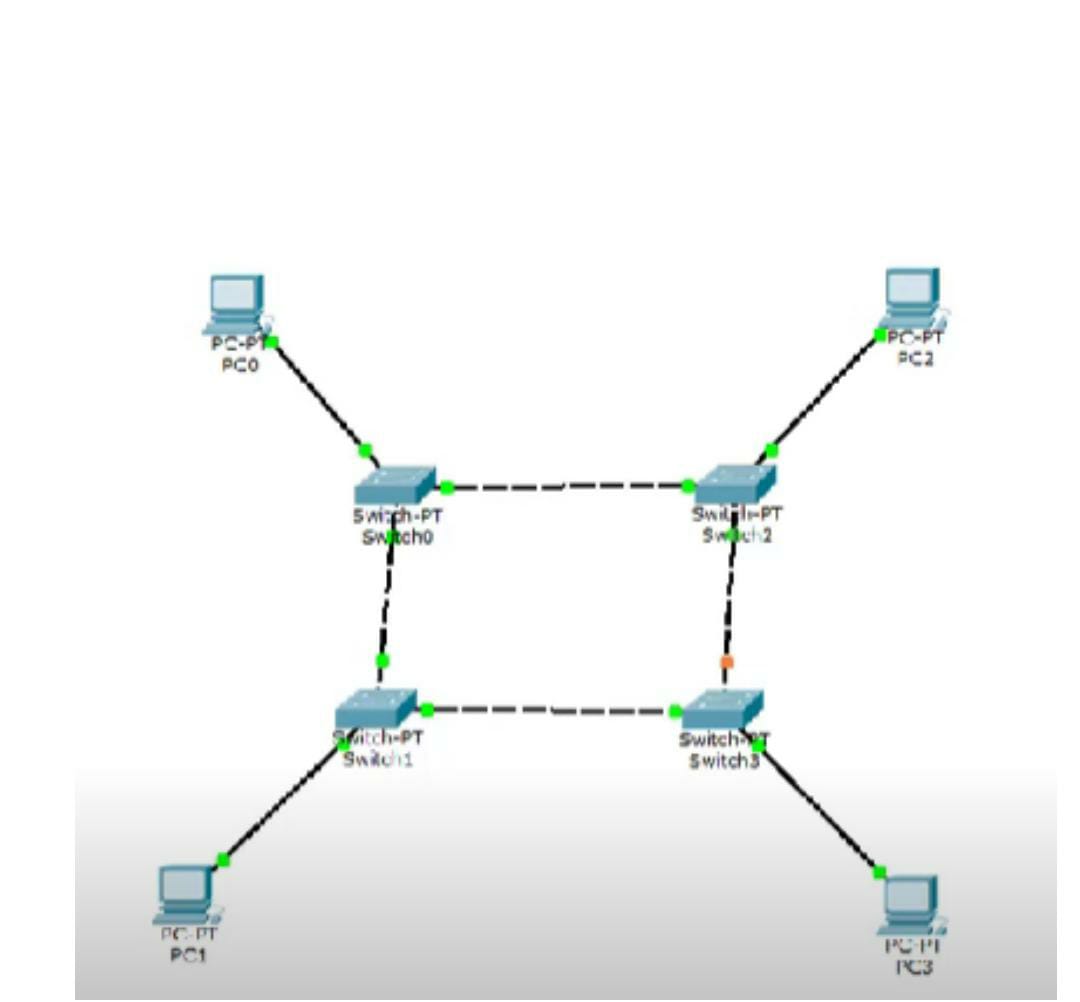 PC-PT
PC0
PC-PT
PC2
Switch-PT
Switch0
Switch-PT
Switch2
Switch-PT
Switch1
Switch-PT
Switch3
PC-PT
PC1
PC-PT
PC3